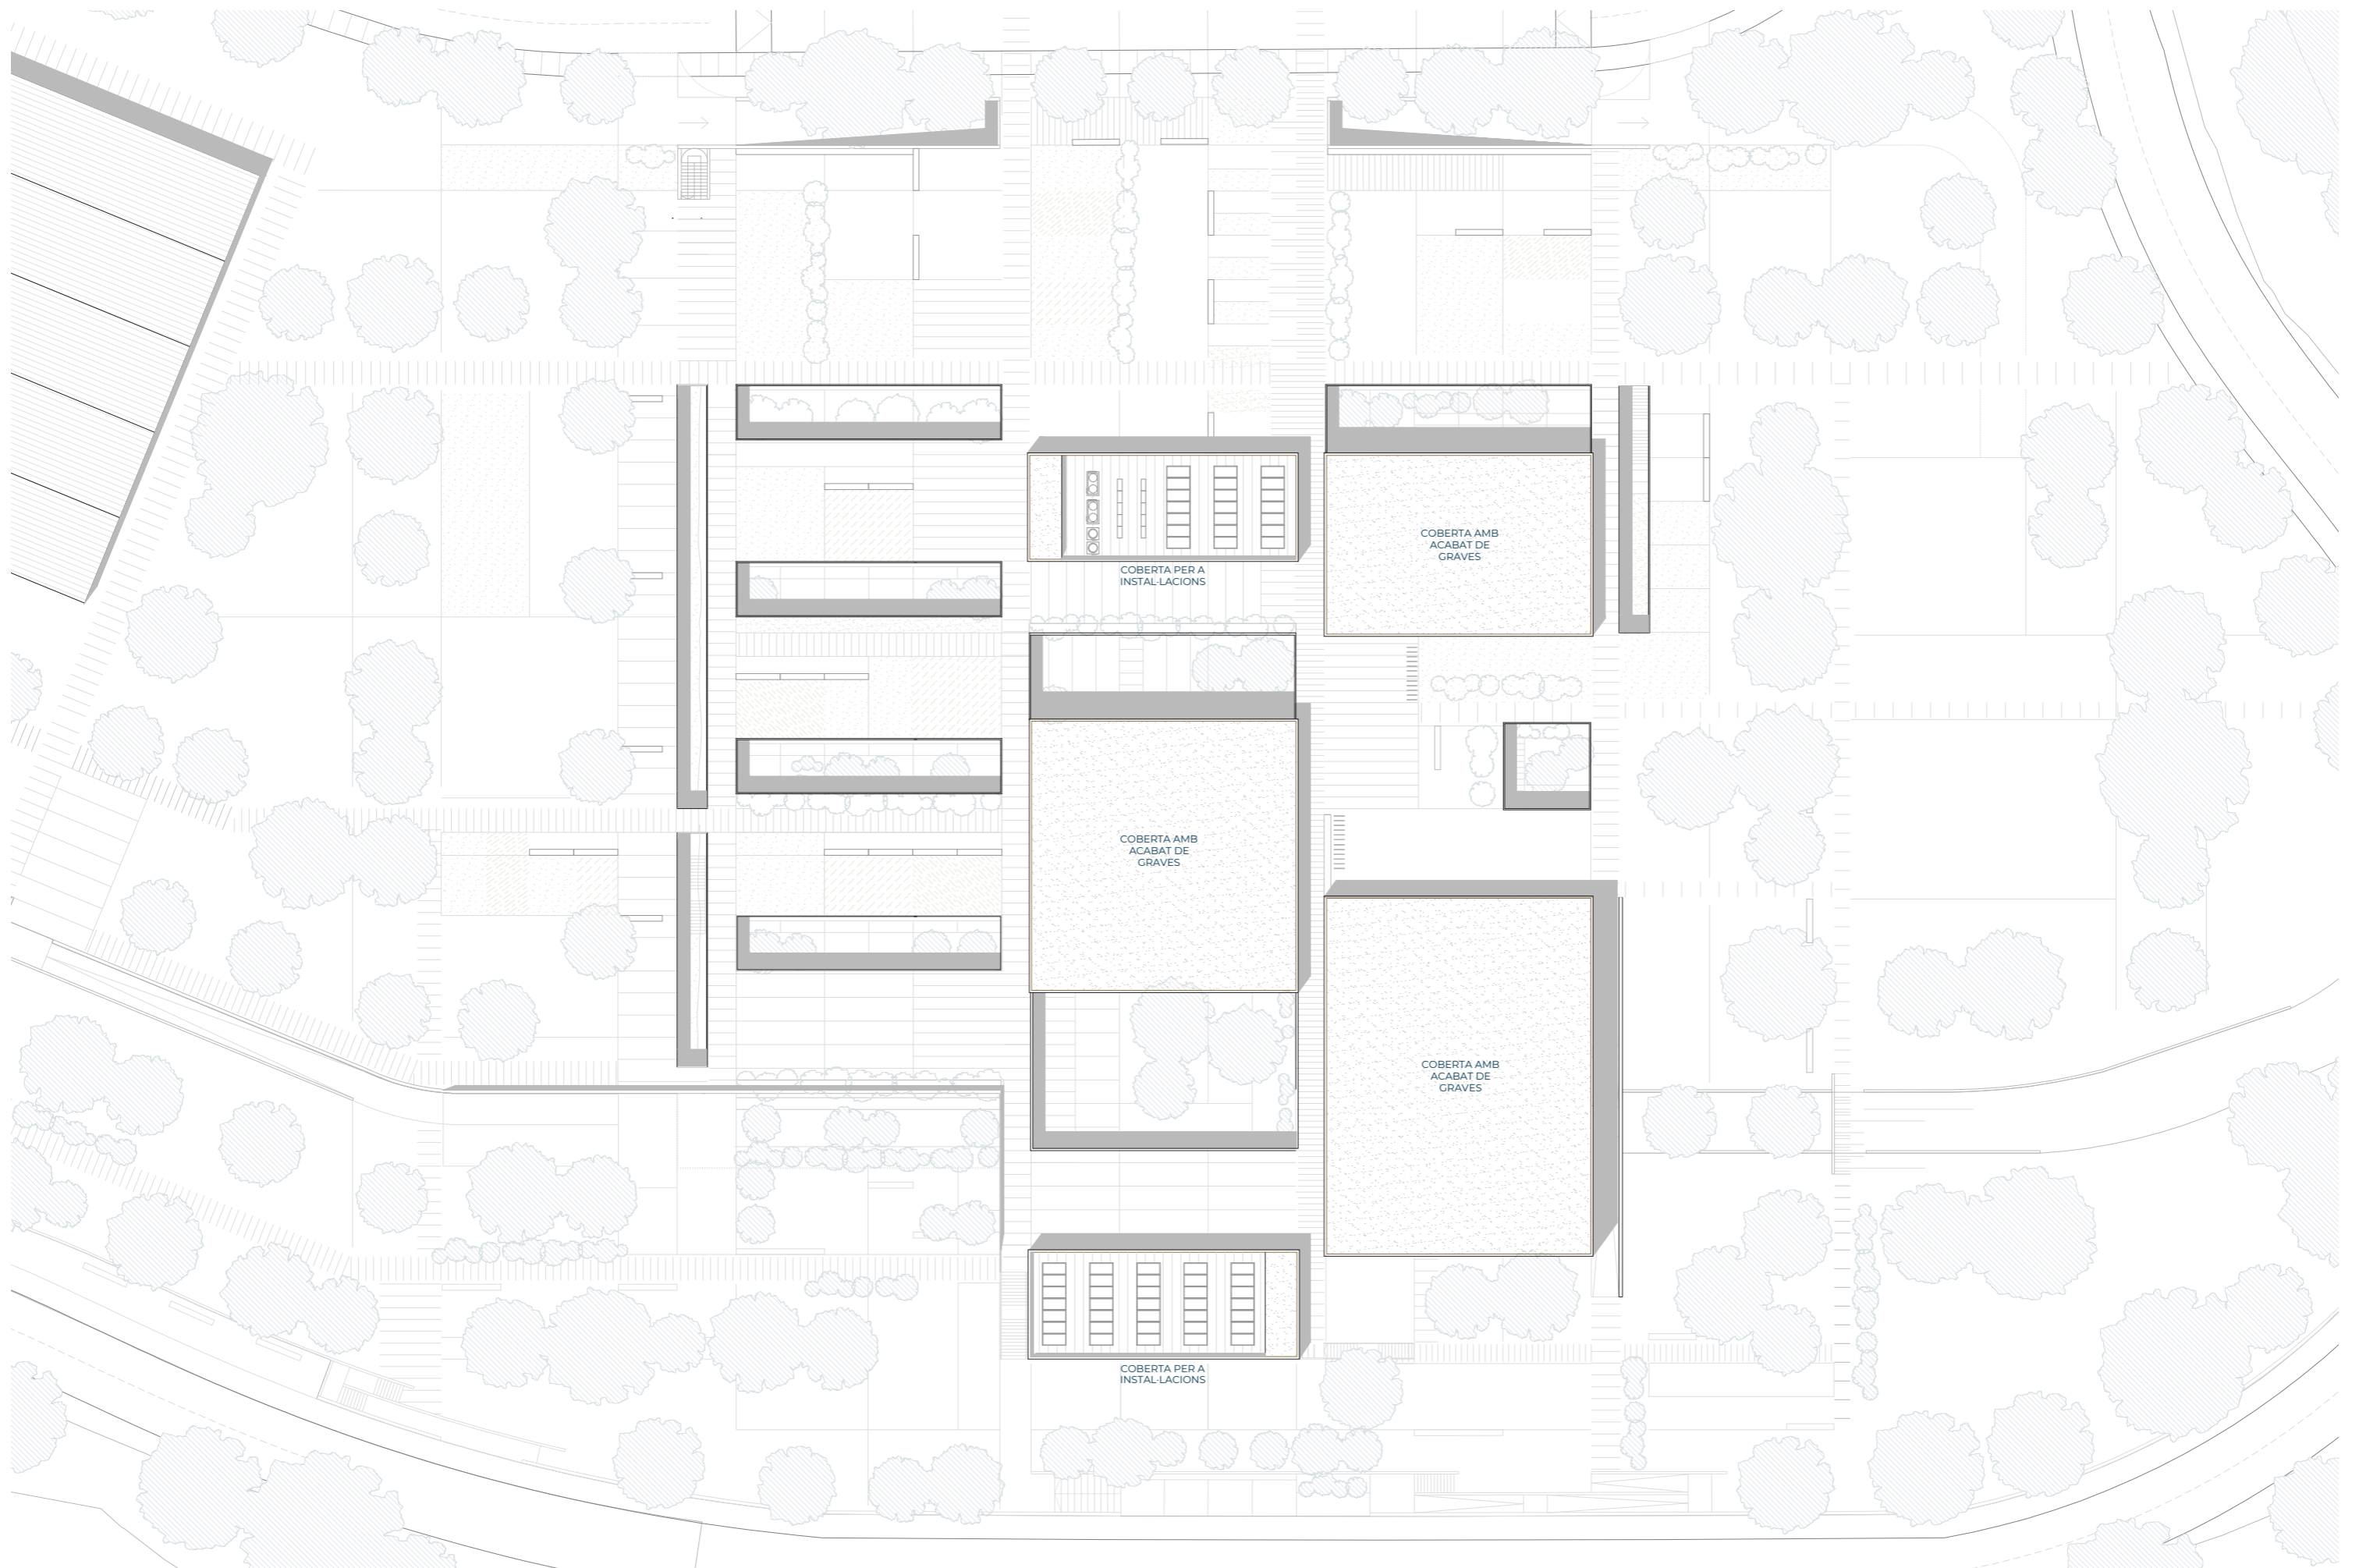 COBERTA AMB
ACABAT DE
GRAVES
COBERTA PER A
INSTAL·LACIONS
COBERTA AMB
ACABAT DE
GRAVES
COBERTA AMB
ACABAT DE
GRAVES
COBERTA PER A
INSTAL·LACIONS